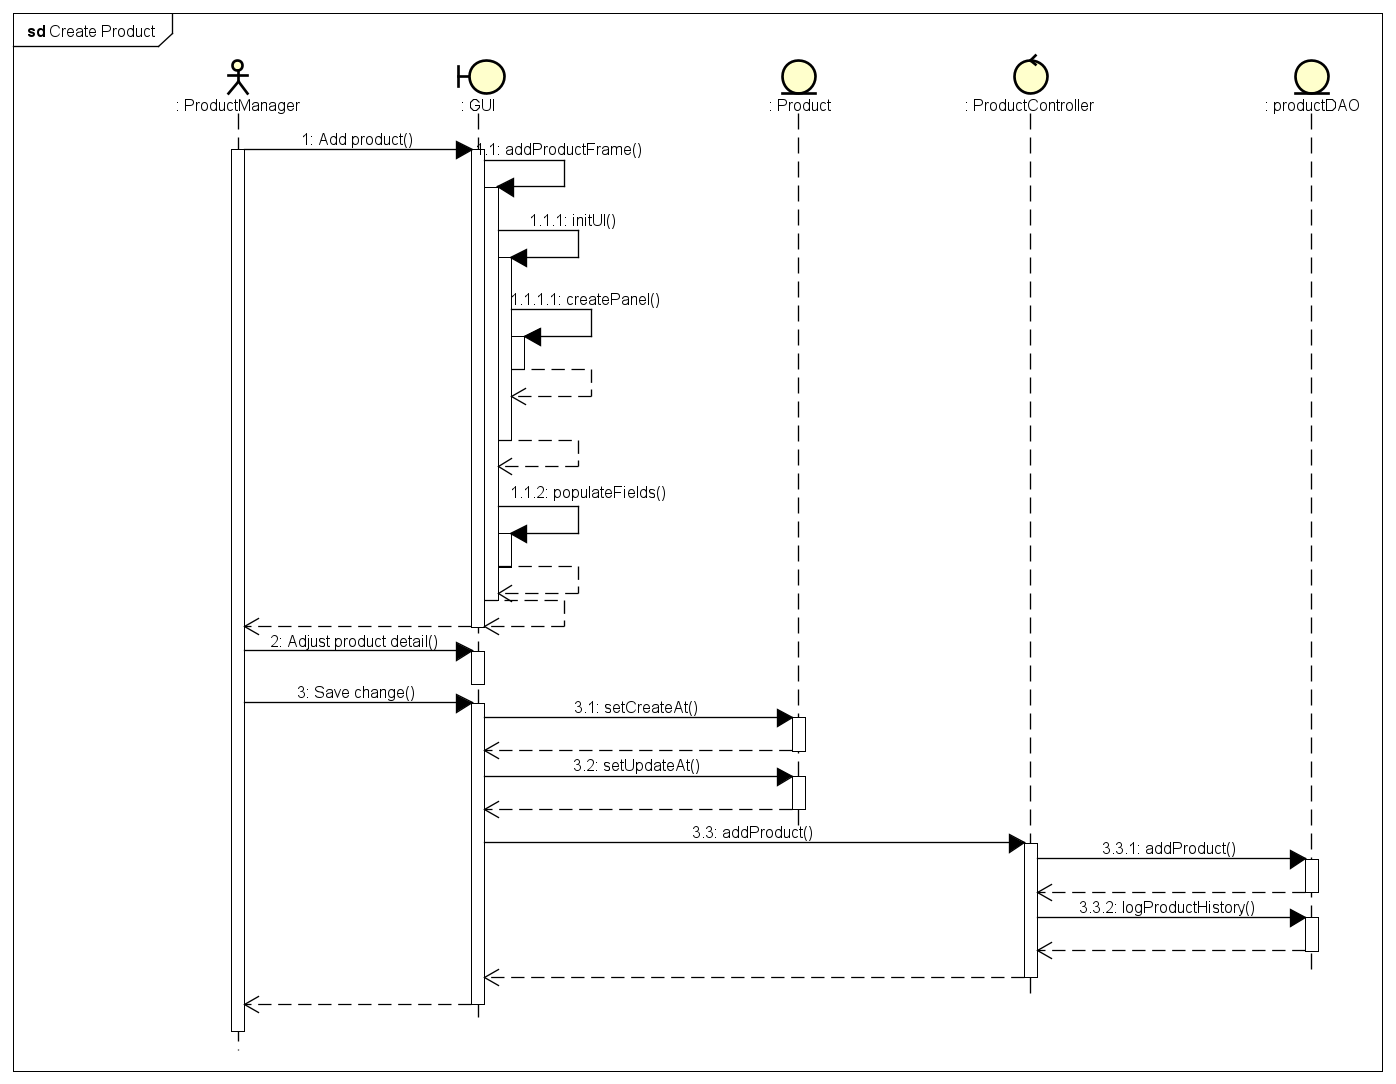 sd Create Product
: ProductManager
: GUI
: Product
: ProductController
: productDAO
1: Add product()
1.1: addProductFrame()
1.1.1: initUI()
1.1.1.1: createPanel()
1.1.2: populateFields()
2: Adjust product detail()
3: Save change()
3.1: setCreateAt()
3.2: setUpdateAt()
3.3: addProduct()
3.3.1: addProduct()
3.3.2: logProductHistory()